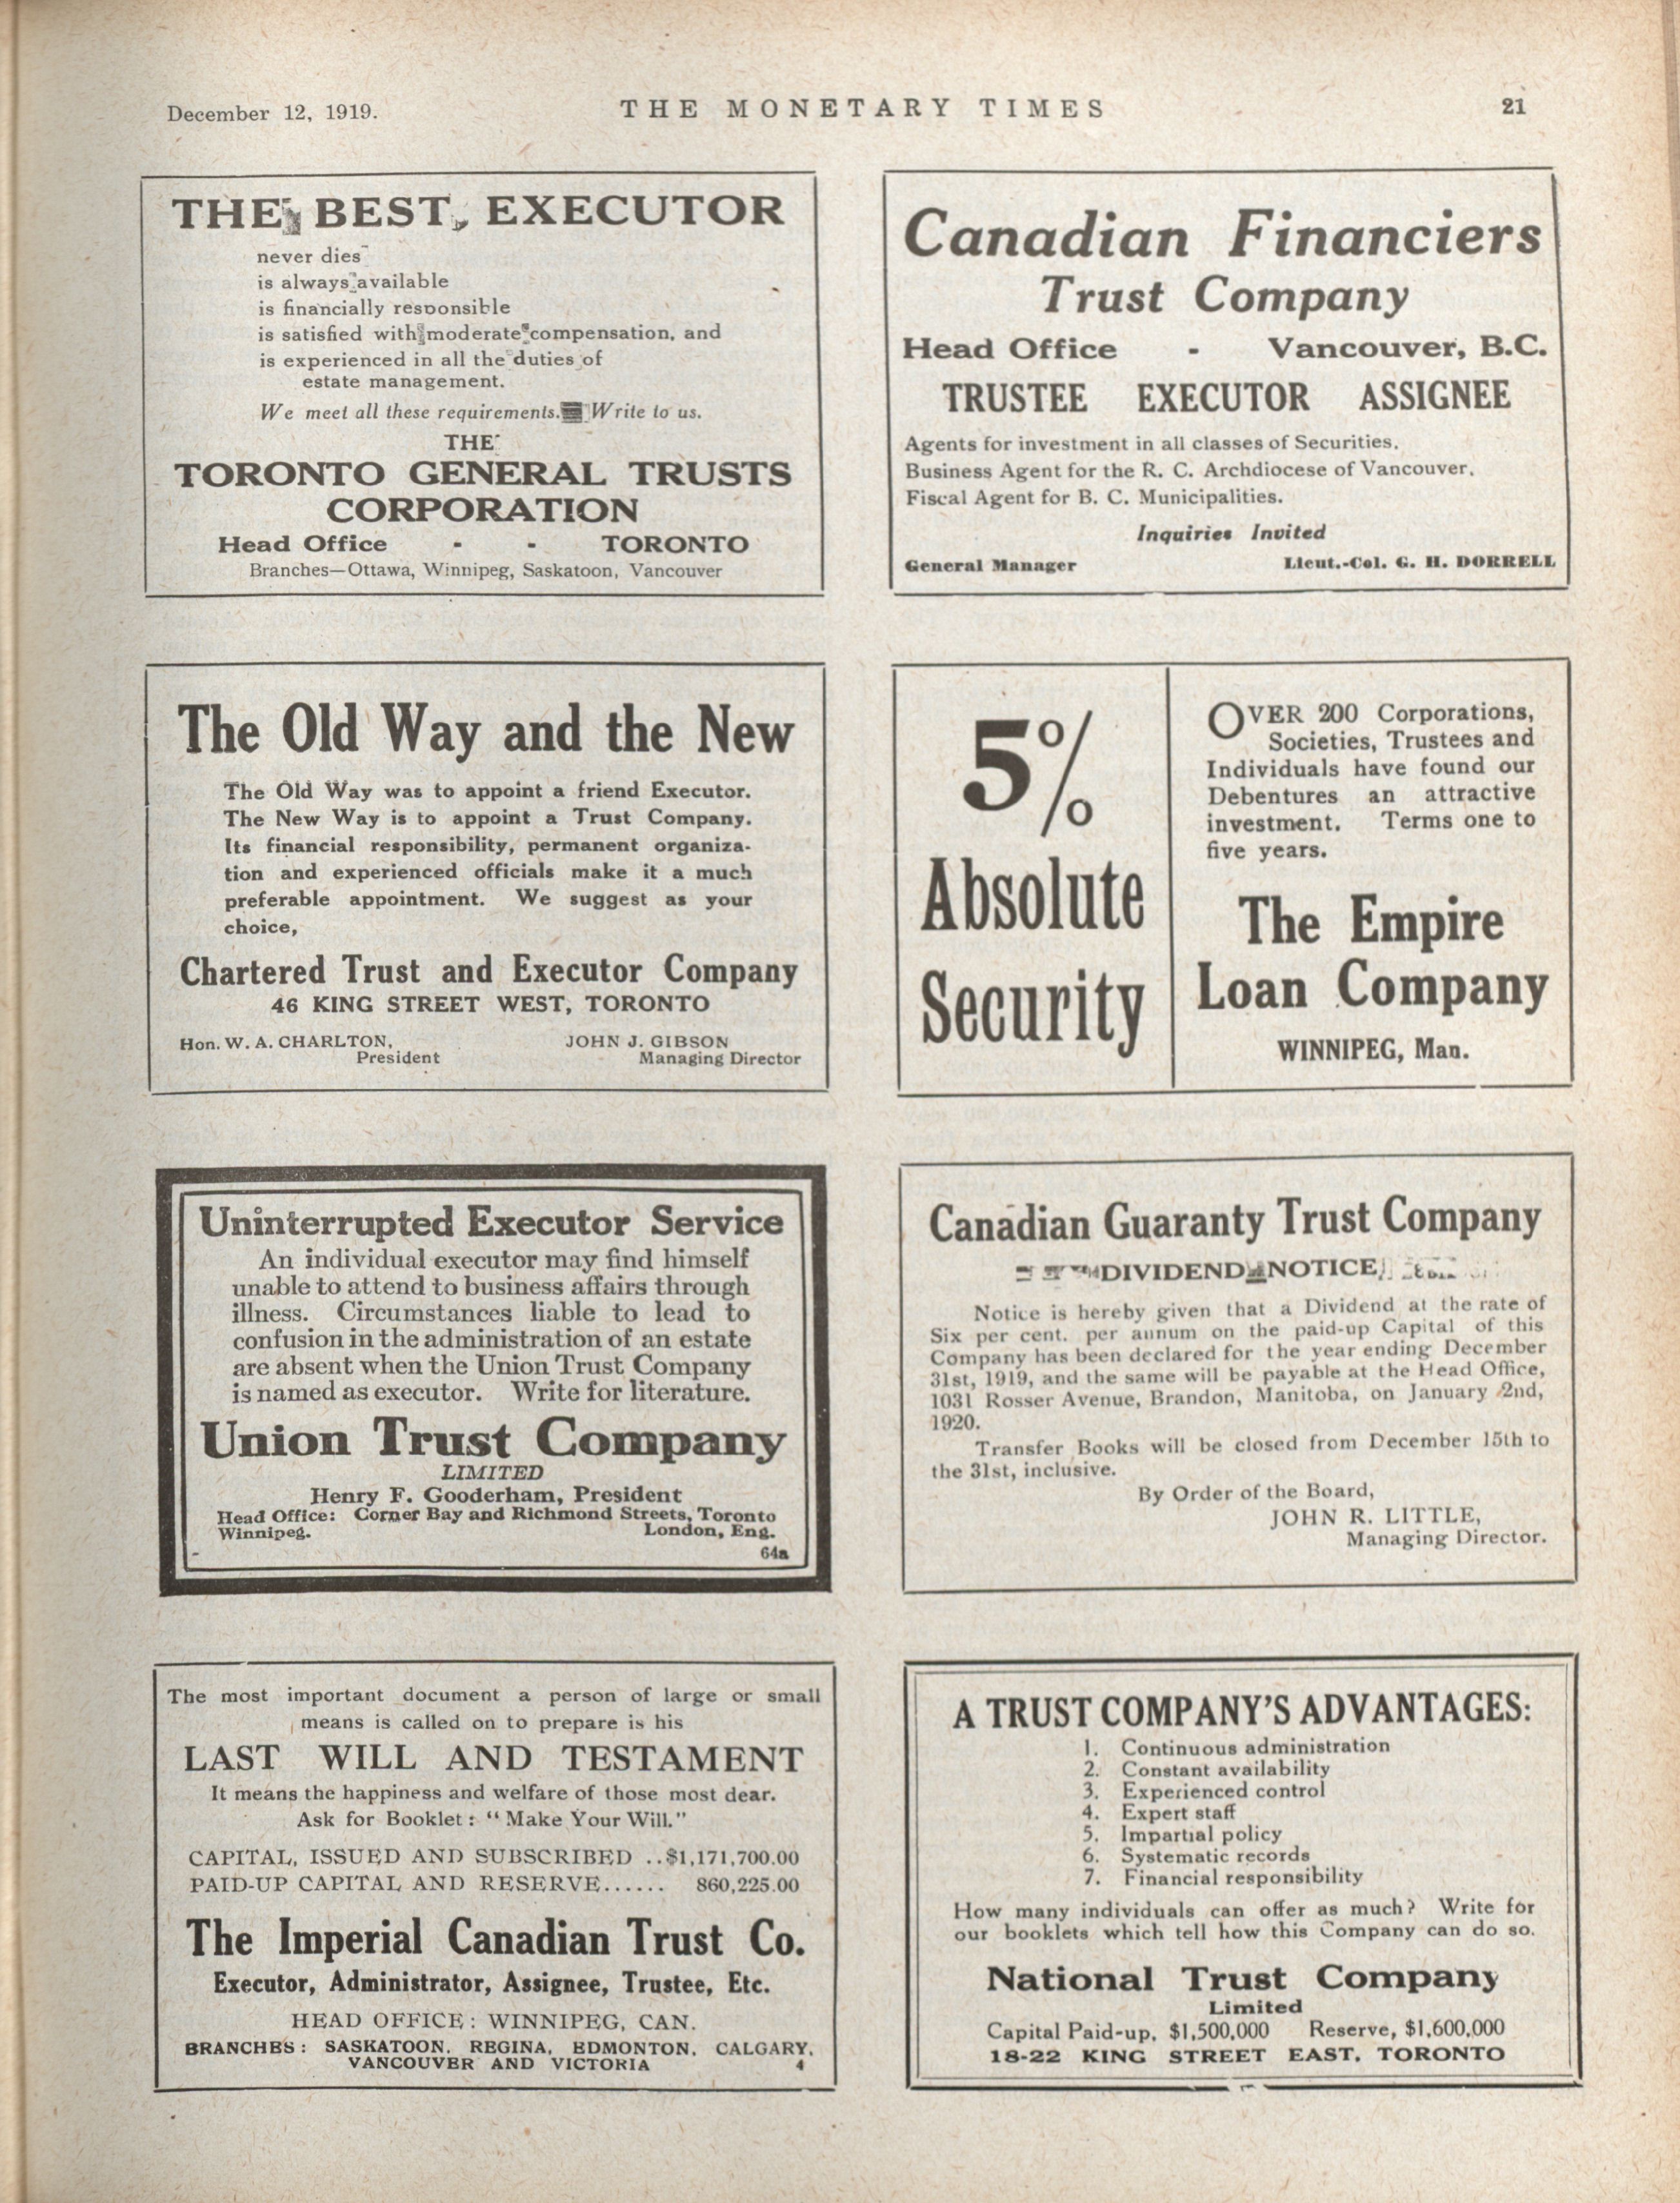 December 12, 1919.
THE MONETARY TIMES
21
THE BEST EXECUTOR
never dies
is always available
is financially responsible
is satisfied with moderate compensation, and
is experienced in all the duties of
estate management.
We meet all these requirements. Write to us.
THE
TORONTO GENERAL TRUSTS
CORPORATION
Head Office - - TORONTO
Branches—Ottawa, Winnipeg, Saskatoon, Vancouver
Canadian Financiers
Trust Company
Head Office - Vancouver, B.C.
TRUSTEE EXECUTOR ASSIGNEE
Agents for investment in all classes of Securities.
Business Agent for the R. C. Archdiocese of Vancouver.
Fiscal Agent for B. C. Municipalities.
Inquiries Invited
General Manager Lieut.-Col. G. H. DORRELL
The Old Way and the New
The Old Way was to appoint a friend Executor.
The New Way is to appoint a Trust Company.
Its financial responsibility, permanent organiza-
tion and experienced officials make it a much
preferable appointment. We suggest as your
choice,
Chartered Trust and Executor Company
46 KING STREET WEST, TORONTO
Hon. W. A. CHARLTON, JOHN J. GIBSON
President Managing Director
5%
Absolute
Security
OVER 200 Corporations,
Societies, Trustees and
Individuals have found our
Debentures an attractive
investment. Terms one to
five years.
The Empire
Loan Company
WINNIPEG, Man.
Uninterrupted Executor Service
An individual executor may find himself
unable to attend to business affairs through
illness. Circumstances liable to lead to
confusion in the administration of an estate
are absent when the Union Trust Company
is named as executor. Write for literature.
Union Trust Company
LIMITED
Henry F. Gooderham, President
Head Office: Corner Bay and Richmond Streets, Toronto
Winnipeg. London, Eng.
64a
Canadian Guaranty Trust Company
DIVIDEND NOTICE
Notice is hereby given that a Dividend at the rate of
Six per cent. per annum on the paid-up Capital of this
Company has been declared for the year ending December
31st, 1919, and the same will be payable at the Head Office,
1031 Rosser Avenue, Brandon, Manitoba, on January 2nd,
1920.
Transfer Books will be closed from December 15th to
the 31st, inclusive.
By Order of the Board,
JOHN R. LITTLE,
Managing Director.
The most important document a person of large or small
means is called on to prepare is his
LAST WILL AND TESTAMENT
It means the happiness and welfare of those most dear.
Ask for Booklet: "Make Your Will."
CAPITAL, ISSUED AND SUBSCRIBED ..$1,171,700.00
PAID-UP CAPITAL AND RESERVE...... 860,225.00
The Imperial Canadian Trust Co.
Executor, Administrator, Assignee, Trustee, Etc.
HEAD OFFICE: WINNIPEG, CAN.
BRANCHES: SASKATOON, REGINA, EDMONTON, CALGARY,
VANCOUVER AND VICTORIA 4
A TRUST COMPANY'S ADVANTAGES:
1. Continuous administration
2. Constant availability
3. Experienced control
4. Expert staff
5. Impartial policy
6. Systematic records
7. Financial responsibility
How many individuals can offer as much? Write for
our booklets which tell how this Company can do so.
National Trust Company
Limited
Capital Paid-up, $1,500,000 Reserve, $1,600,000
18-22 KING STREET EAST, TORONTO